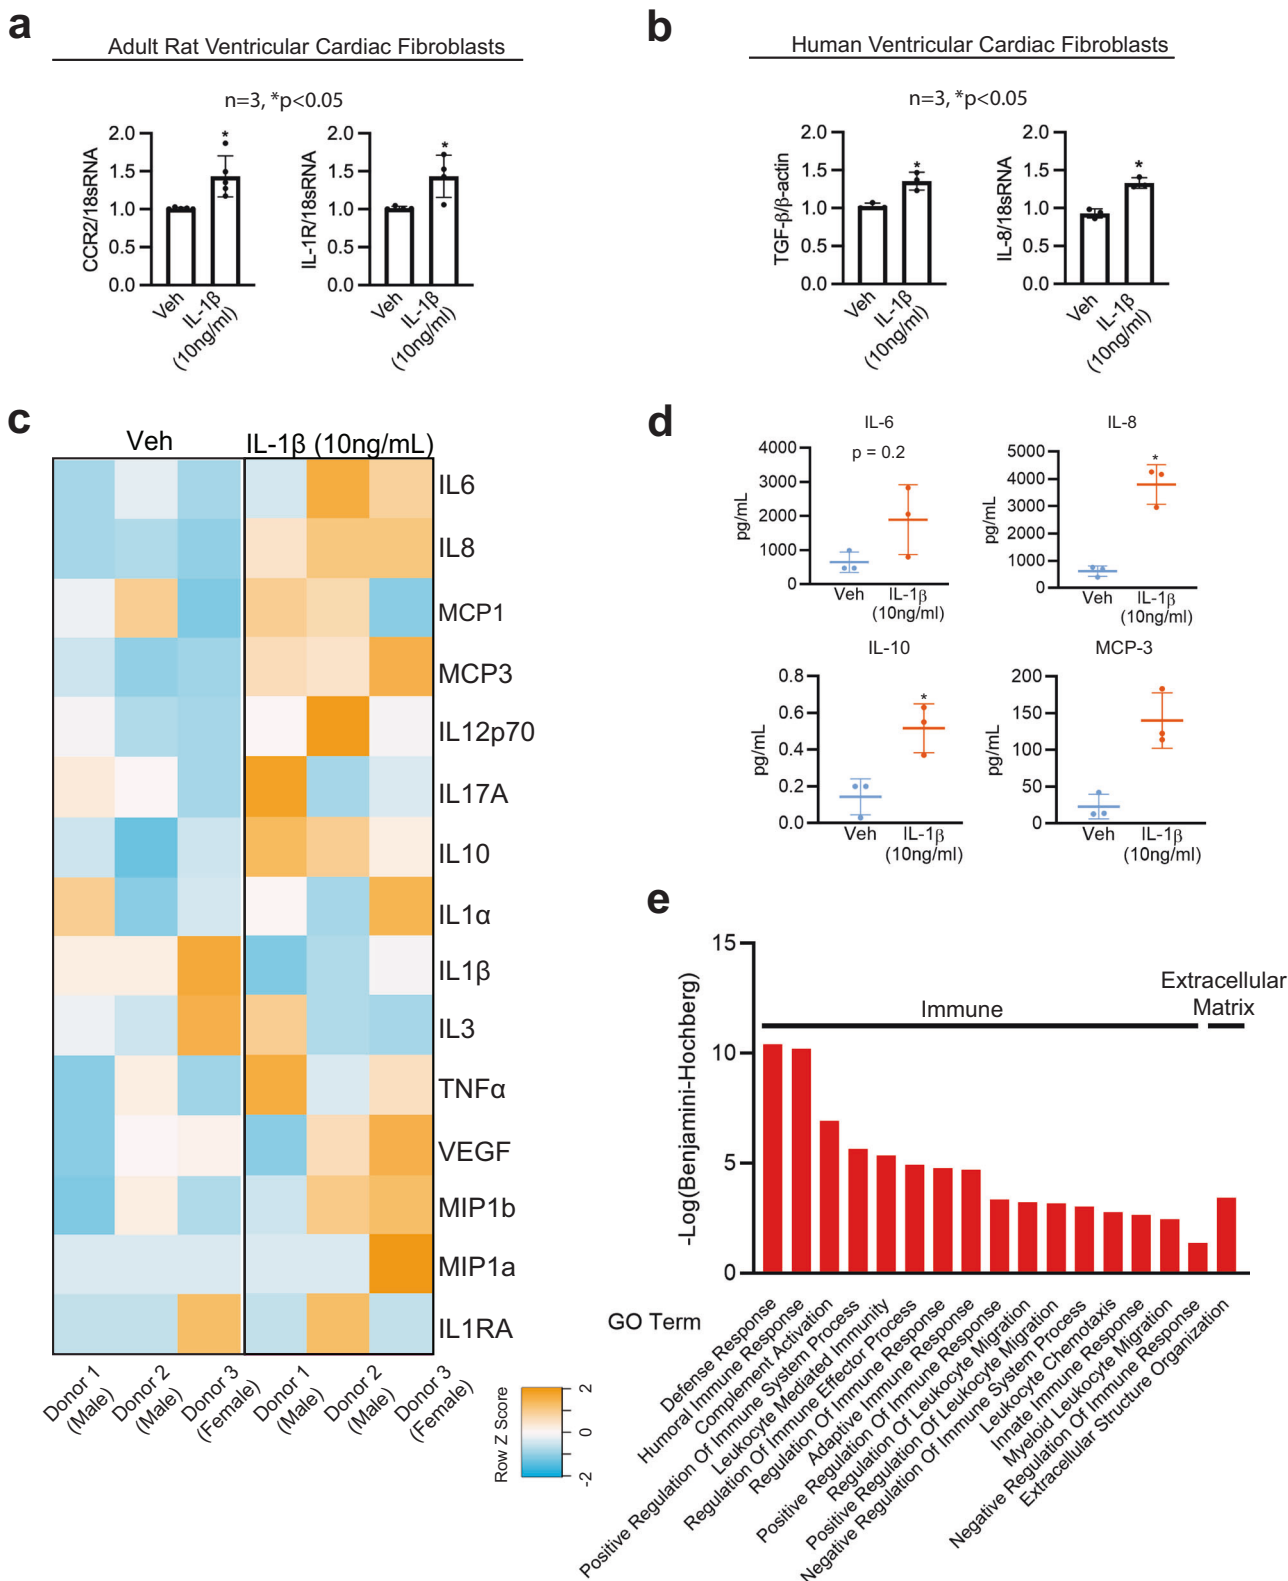 a
Adult Rat Ventricular Cardiac Fibroblasts
n=3, *p<0.05
CCR2/18sRNA
2.0
1.5
1.0
0.5
0.0
*
Veh
IL-1β
(10ng/ml)
IL-1R/18sRNA
2.0
1.5
1.0
0.5
0.0
*
Veh
IL-1β
(10ng/ml)
b
Human Ventricular Cardiac Fibroblasts
n=3, *p<0.05
TGF-β/β-actin
2.0
1.5
1.0
0.5
0.0
*
Veh
IL-1β
(10ng/ml)
IL-8/18sRNA
2.0
1.5
1.0
0.5
0.0
*
Veh
IL-1β
(10ng/ml)
c
Veh
IL-1β (10ng/mL)
IL6
IL8
MCP1
MCP3
IL12p70
IL17A
IL10
IL1α
IL1β
IL3
TNFα
VEGF
MIP1b
MIP1a
IL1RA
Donor 1
(Male)
Donor 2
(Male)
Donor 3
(Female)
Donor 1
(Male)
Donor 2
(Male)
Donor 3
(Female)
Row Z Score
2
0
-2
d
IL-6
p = 0.2
pg/mL
4000
3000
2000
1000
0
Veh
IL-1β
(10ng/ml)
IL-8
*
pg/mL
5000
4000
3000
2000
1000
0
Veh
IL-1β
(10ng/ml)
IL-10
*
pg/mL
0.8
0.6
0.4
0.2
0.0
Veh
IL-1β
(10ng/ml)
MCP-3
pg/mL
200
150
100
50
0
Veh
IL-1β
(10ng/ml)
e
-Log(Benjamini-Hochberg)
15
10
5
0
Immune
Extracellular
Matrix
GO Term
Defense Response
Humoral Immune Response
Complement Activation
Positive Regulation Of Immune System Process
Leukocyte Mediated Immunity
Regulation Of Immune Effector Process
Regulation Of Immune Response
Adaptive Immune Response
Positive Regulation Of Immune Response
Regulation Of Leukocyte Migration
Positive Regulation Of Leukocyte Migration
Negative Regulation Of Immune System Process
Leukocyte Chemotaxis
Innate Immune Response
Myeloid Leukocyte Migration
Negative Regulation Of Immune Response
Extracellular Structure Organization